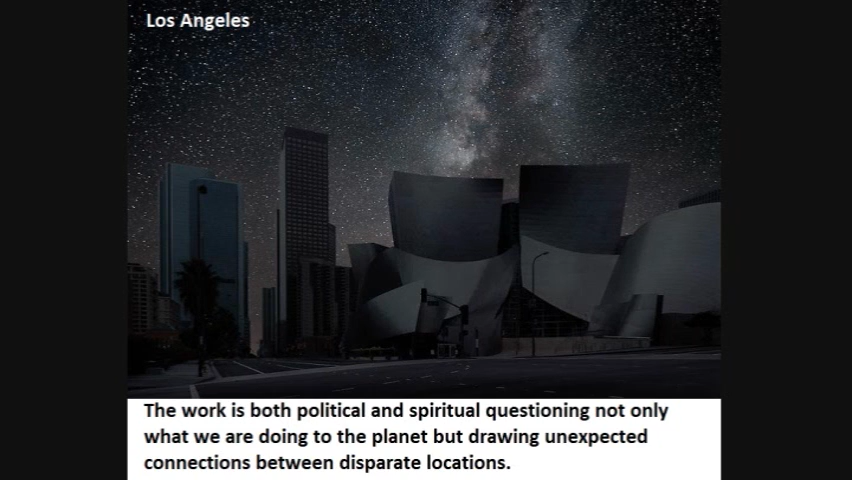 Los Angeles
The work is both political and spiritual questioning not only
what we are doing to the planet but drawing unexpected
connections between disparate locations.